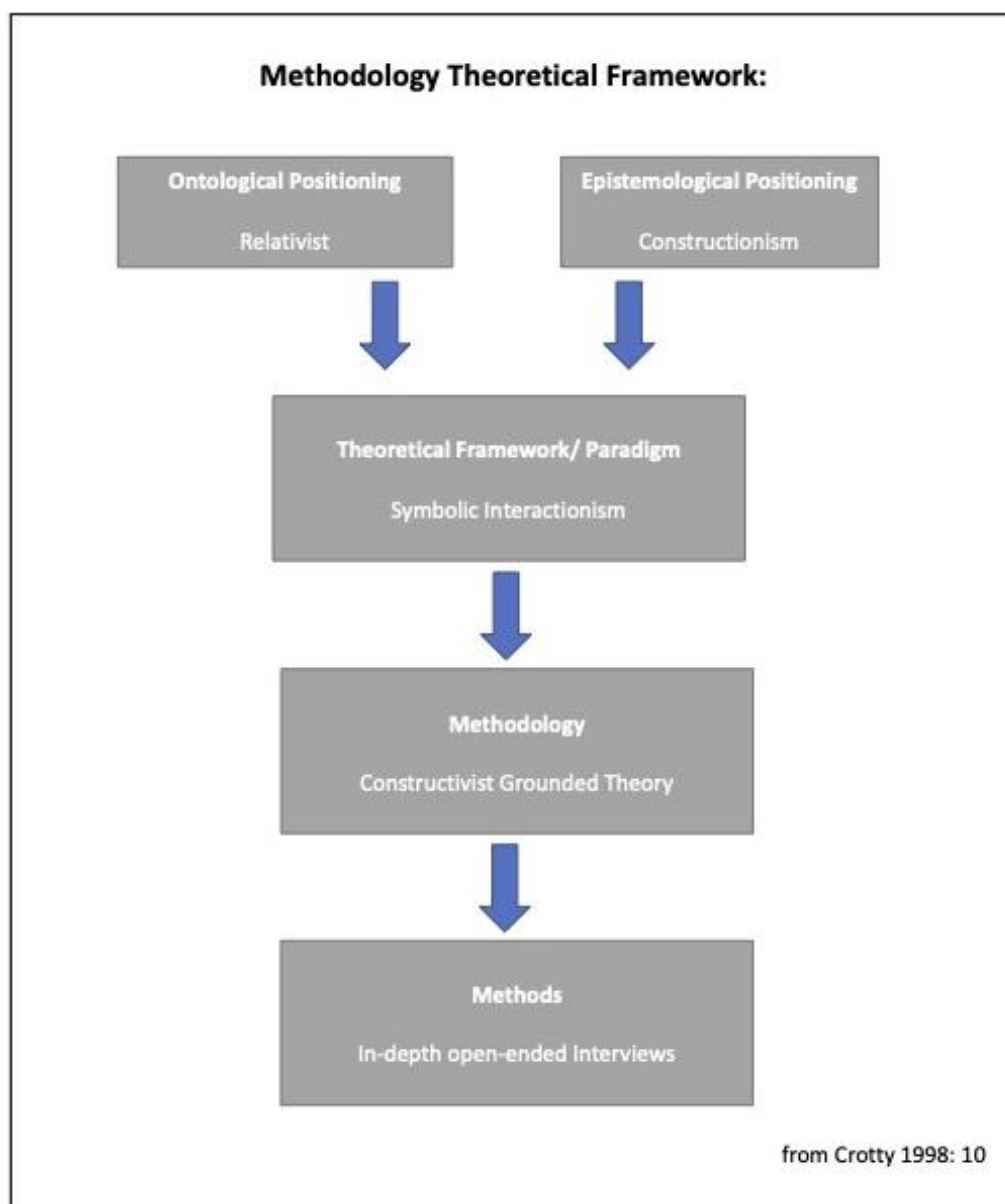 Methodology Theoretical Framework:
Ontological Positioning
Relativist
Epistemological Positioning
Constructionism
Theoretical Framework/ Paradigm
Symbolic Interactionism
Methodology
Constructivist Grounded Theory
Methods
In-depth open-ended Interviews
from Crotty 1998: 10